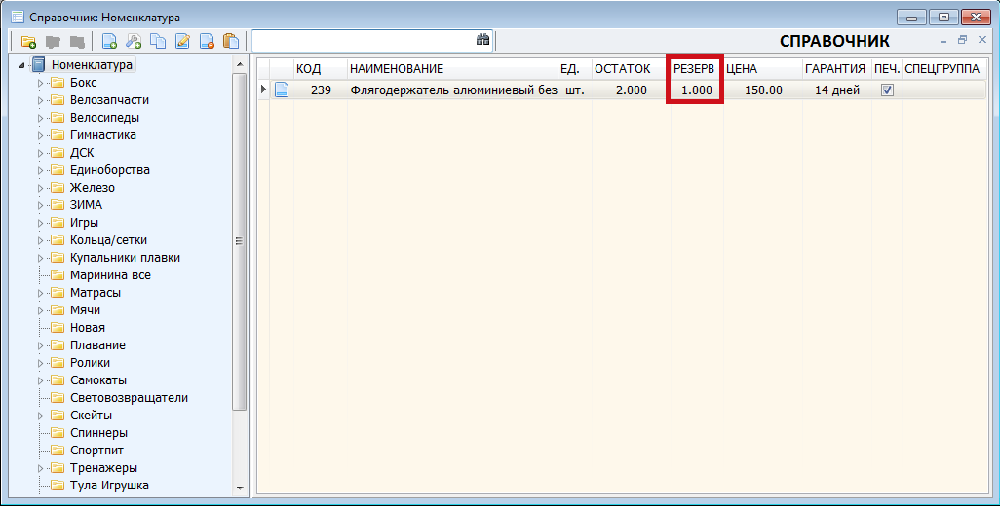 Справочник: Номенклатура
СПРАВОЧНИК
Номенклатура
Бокс
Велозапчасти
Велосипеды
Гимнастика
ДСК
Единоборства
Железо
ЗИМА
Игры
Кольца/сетки
Купальники плавки
Маринина все
Матрасы
Мячи
Новая
Плавание
Ролики
Самокаты
Световозвращатели
Скейты
Спиннеры
Спортпит
Тренажеры
Тула Игрушка
КОД НАИМЕНОВАНИЕ ЕД. ОСТАТОК РЕЗЕРВ ЦЕНА ГАРАНТИЯ ПЕЧ. СПЕЦГРУППА
239 Флягодержатель алюминиевый без шт. 2.000 1.000 150.00 14 дней